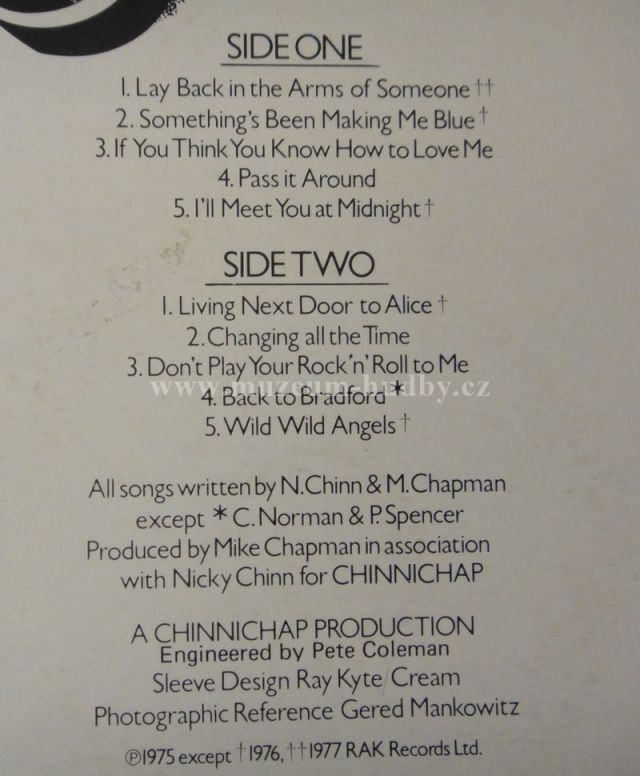 SIDE ONE
1. Lay Back in the Arms of Someone ††
2. Something's Been Making Me Blue †
3. If You Think You Know How to Love Me
4. Pass it Around
5. I'll Meet You at Midnight †
SIDE TWO
1. Living Next Door to Alice †
2. Changing all the Time
3. Don't Play Your Rock 'n' Roll to Me
www.muzeum-hudby.cz
4. Back to Bradford *
5. Wild Wild Angels †
All songs written by N.Chinn & M.Chapman
except * C.Norman & P.Spencer
Produced by Mike Chapman in association
with Nicky Chinn for CHINNICHAP
A CHINNICHAP PRODUCTION
Engineered by Pete Coleman
Sleeve Design Ray Kyte/Cream
Photographic Reference Gered Mankowitz
℗1975 except †1976, ††1977 RAK Records Ltd.